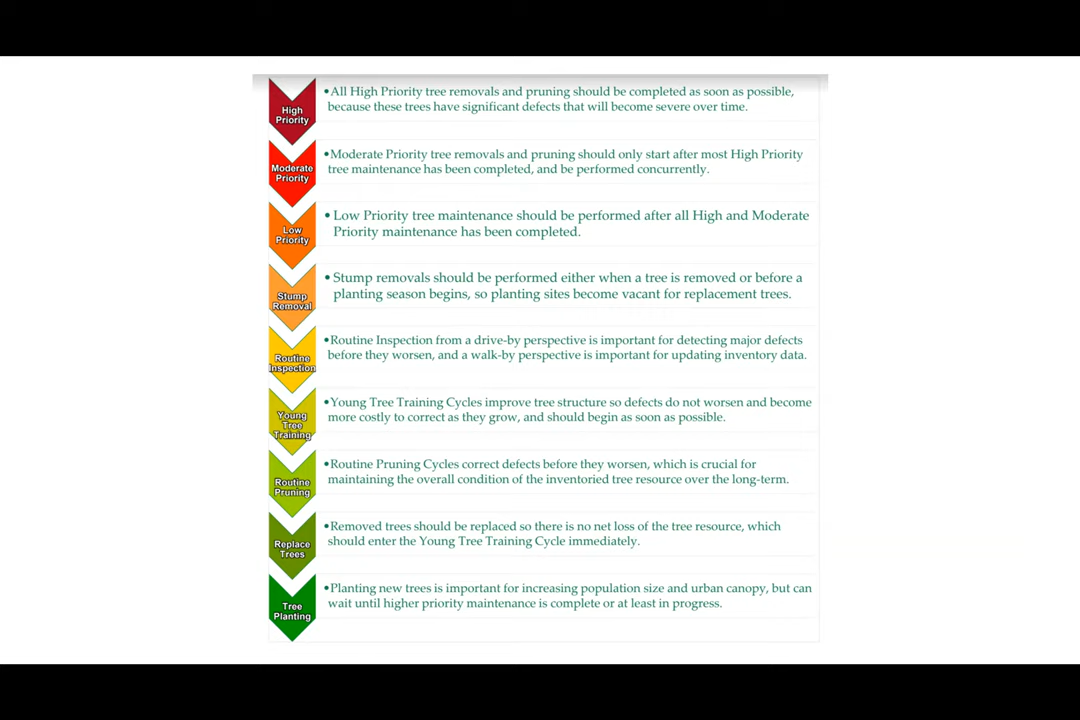 High
Priority
•All High Priority tree removals and pruning should be completed as soon as possible,
because these trees have significant defects that will become severe over time.
Moderate
Priority
•Moderate Priority tree removals and pruning should only start after most High Priority
tree maintenance has been completed, and be performed concurrently.
Low
Priority
• Low Priority tree maintenance should be performed after all High and Moderate
Priority maintenance has been completed.
Stump
Removal
• Stump removals should be performed either when a tree is removed or before a
planting season begins, so planting sites become vacant for replacement trees.
Routine
Inspection
•Routine Inspection from a drive-by perspective is important for detecting major defects
before they worsen, and a walk-by perspective is important for updating inventory data.
Young
Tree
Training
•Young Tree Training Cycles improve tree structure so defects do not worsen and become
more costly to correct as they grow, and should begin as soon as possible.
Routine
Pruning
•Routine Pruning Cycles correct defects before they worsen, which is crucial for
maintaining the overall condition of the inventoried tree resource over the long-term.
Replace
Trees
•Removed trees should be replaced so there is no net loss of the tree resource, which
should enter the Young Tree Training Cycle immediately.
Tree
Planting
•Planting new trees is important for increasing population size and urban canopy, but can
wait until higher priority maintenance is complete or at least in progress.